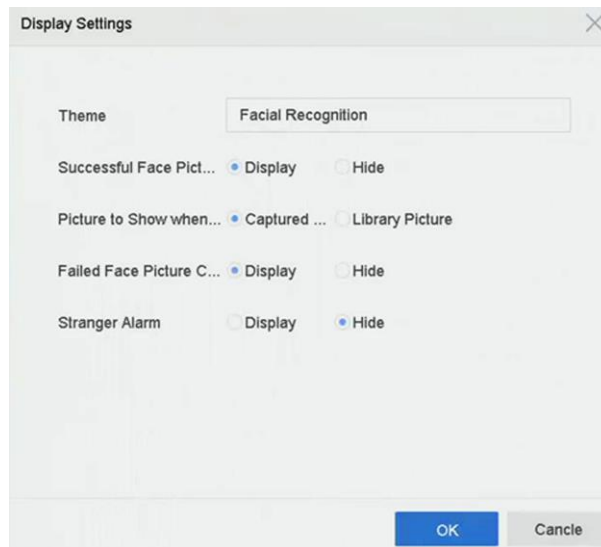 Display Settings
Theme Facial Recognition
Successful Face Pict... Display Hide
Picture to Show when... Captured ... Library Picture
Failed Face Picture C... Display Hide
Stranger Alarm Display Hide
OK Cancle